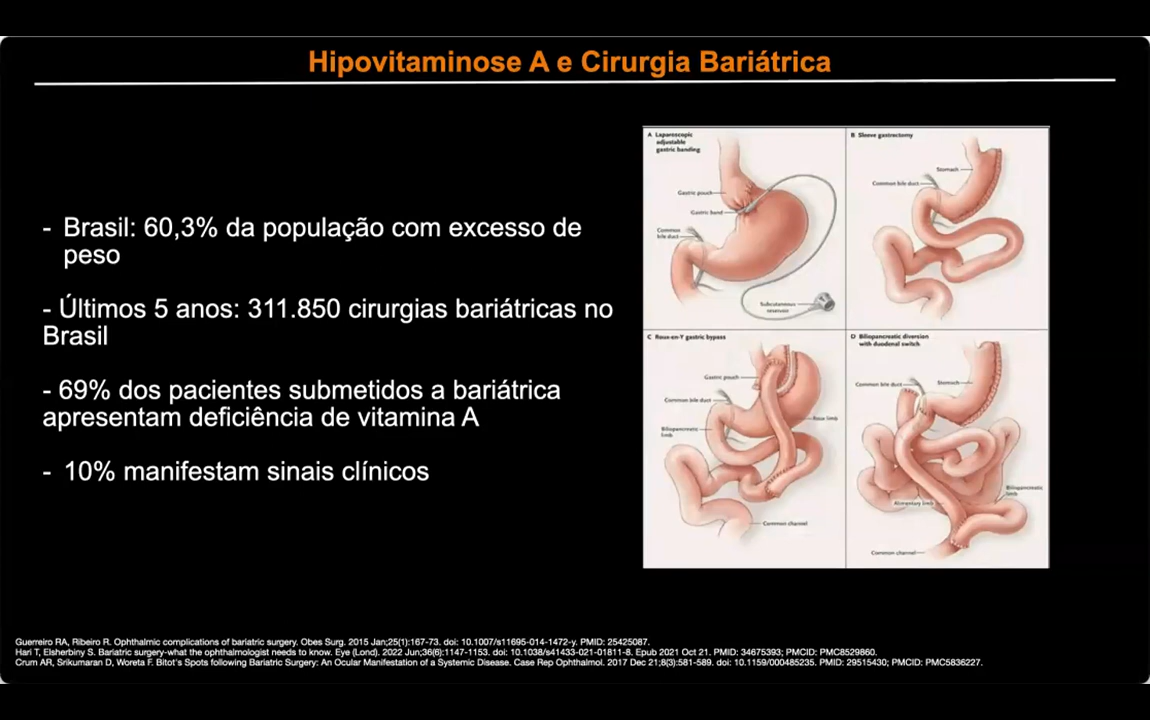 Hipovitaminose A e Cirurgia Bariátrica
- Brasil: 60,3% da população com excesso de
peso
- Últimos 5 anos: 311.850 cirurgias bariátricas no
Brasil
- 69% dos pacientes submetidos a bariátrica
apresentam deficiência de vitamina A
- 10% manifestam sinais clínicos
A Laparoscopic
adjustable
gastric banding
Gastric pouch
Gastric band
Common
bile duct
Subcutaneous
reservoir
B Sleeve gastrectomy
Stomach
Common bile duct
C Roux-en-Y gastric bypass
Gastric pouch
Common bile duct
Roux limb
Biliopancreatic
limb
Common channel
D Biliopancreatic diversion
with duodenal switch
Common bile duct
Stomach
Biliopancreatic
limb
Alimentary limb
Common channel
Guerreiro RA, Ribeiro R. Ophthalmic complications of bariatric surgery. Obes Surg. 2015 Jan;25(1):167-73. doi: 10.1007/s11695-014-1472-y. PMID: 25425087.
Hari T, Elsherbiny S. Bariatric surgery-what the ophthalmologist needs to know. Eye (Lond). 2022 Jun;36(6):1147-1153. doi: 10.1038/s41433-021-01811-8. Epub 2021 Oct 21. PMID: 34675393; PMCID: PMC8529860.
Crum AR, Srikumaran D, Woreta F. Bitot's Spots following Bariatric Surgery: An Ocular Manifestation of a Systemic Disease. Case Rep Ophthalmol. 2017 Dec 21;8(3):581-589. doi: 10.1159/000485235. PMID: 29515430; PMCID: PMC5836227.